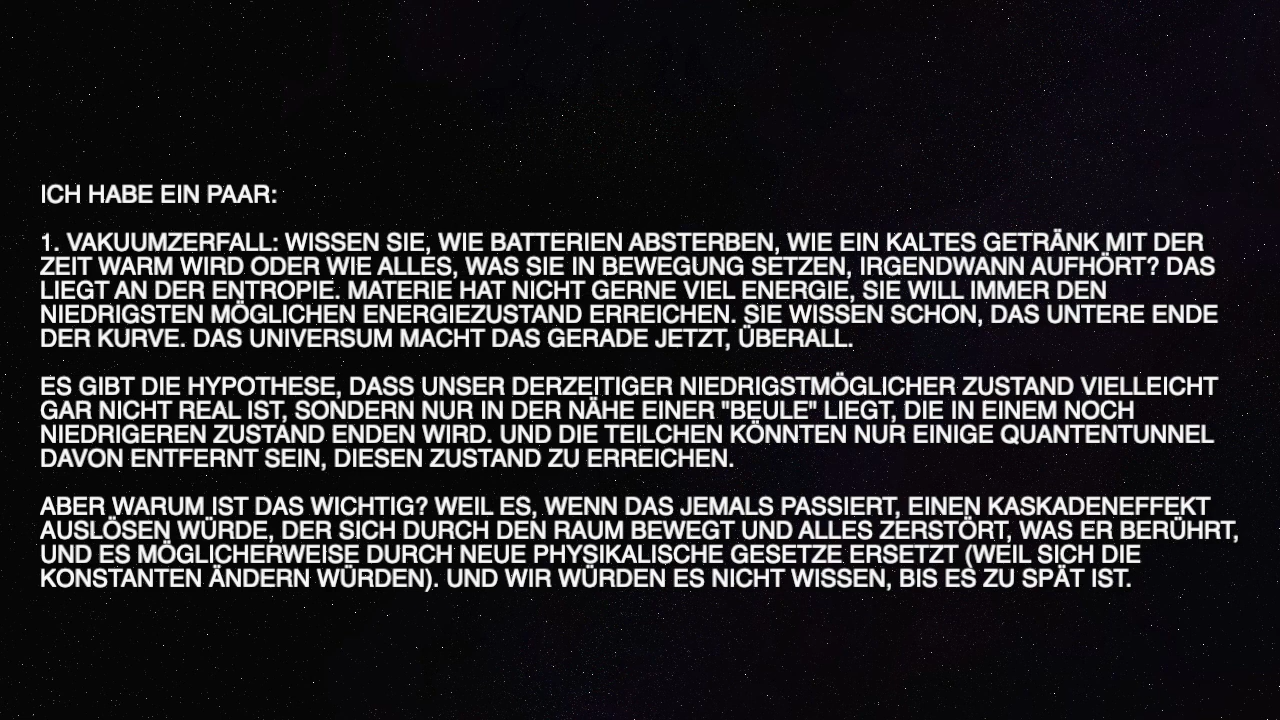 ICH HABE EIN PAAR:
1. VAKUUMZERFALL: WISSEN SIE, WIE BATTERIEN ABSTERBEN, WIE EIN KALTES GETRÄNK MIT DER
ZEIT WARM WIRD ODER WIE ALLES, WAS SIE IN BEWEGUNG SETZEN, IRGENDWANN AUFHÖRT? DAS
LIEGT AN DER ENTROPIE. MATERIE HAT NICHT GERNE VIEL ENERGIE, SIE WILL IMMER DEN
NIEDRIGSTEN MÖGLICHEN ENERGIEZUSTAND ERREICHEN. SIE WISSEN SCHON, DAS UNTERE ENDE
DER KURVE. DAS UNIVERSUM MACHT DAS GERADE JETZT, ÜBERALL.
ES GIBT DIE HYPOTHESE, DASS UNSER DERZEITIGER NIEDRIGSTMÖGLICHER ZUSTAND VIELLEICHT
GAR NICHT REAL IST, SONDERN NUR IN DER NÄHE EINER "BEULE" LIEGT, DIE IN EINEM NOCH
NIEDRIGEREN ZUSTAND ENDEN WIRD. UND DIE TEILCHEN KÖNNTEN NUR EINIGE QUANTENTUNNEL
DAVON ENTFERNT SEIN, DIESEN ZUSTAND ZU ERREICHEN.
ABER WARUM IST DAS WICHTIG? WEIL ES, WENN DAS JEMALS PASSIERT, EINEN KASKADENEFFEKT
AUSLÖSEN WÜRDE, DER SICH DURCH DEN RAUM BEWEGT UND ALLES ZERSTÖRT, WAS ER BERÜHRT,
UND ES MÖGLICHERWEISE DURCH NEUE PHYSIKALISCHE GESETZE ERSETZT (WEIL SICH DIE
KONSTANTEN ÄNDERN WÜRDEN). UND WIR WÜRDEN ES NICHT WISSEN, BIS ES ZU SPÄT IST.